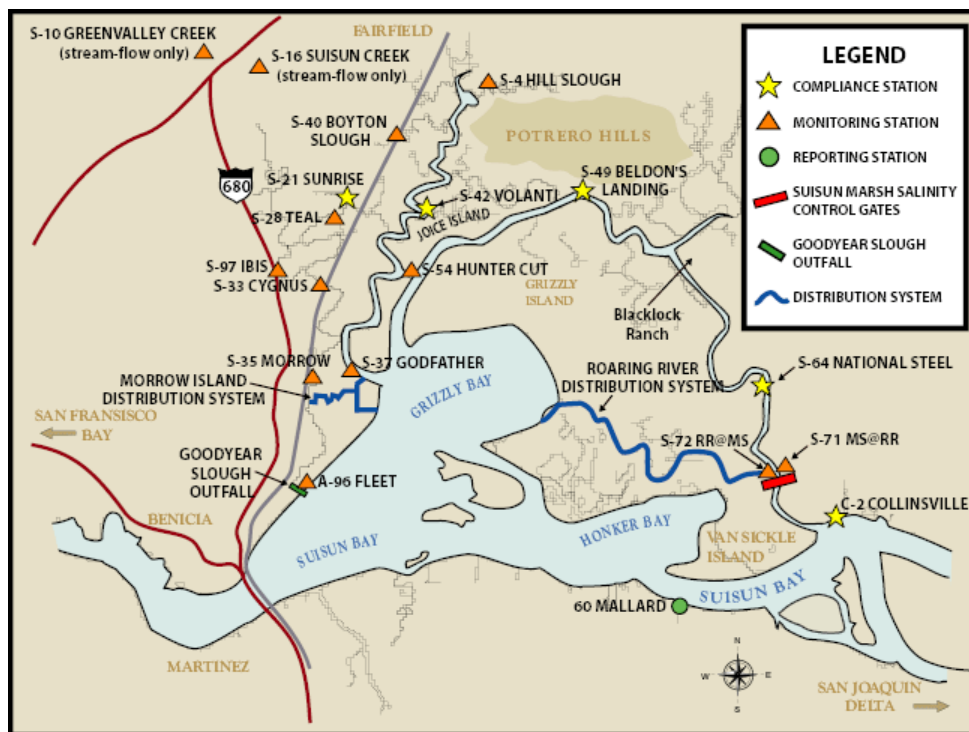 S-10 GREENVALLEY CREEK
(stream-flow only)
FAIRFIELD
S-16 SUISUN CREEK
(stream-flow only)
S-4 HILL SLOUGH
S-40 BOYTON
SLOUGH
POTRERO HILLS
680
S-21 SUNRISE
S-49 BELDON'S
LANDING
S-42 VOLANTI
S-28 TEAL
JOICE ISLAND
S-97 IBIS
S-33 CYGNUS
S-54 HUNTER CUT
GRIZZLY
ISLAND
Blacklock
Ranch
S-35 MORROW
S-37 GODFATHER
MORROW ISLAND
DISTRIBUTION SYSTEM
GRIZZLY BAY
ROARING RIVER
DISTRIBUTION SYSTEM
S-64 NATIONAL STEEL
SAN FRANSISCO
BAY
S-72 RR@MS
S-71 MS@RR
GOODYEAR
SLOUGH
OUTFALL
A-96 FLEET
C-2 COLLINSVILLE
BENICIA
SUISUN BAY
HONKER BAY
VAN SICKLE
ISLAND
SUISUN BAY
60 MALLARD
MARTINEZ
N
W
E
S
SAN JOAQUIN
DELTA
LEGEND
COMPLIANCE STATION
MONITORING STATION
REPORTING STATION
SUISUN MARSH SALINITY
CONTROL GATES
GOODYEAR SLOUGH
OUTFALL
DISTRIBUTION SYSTEM